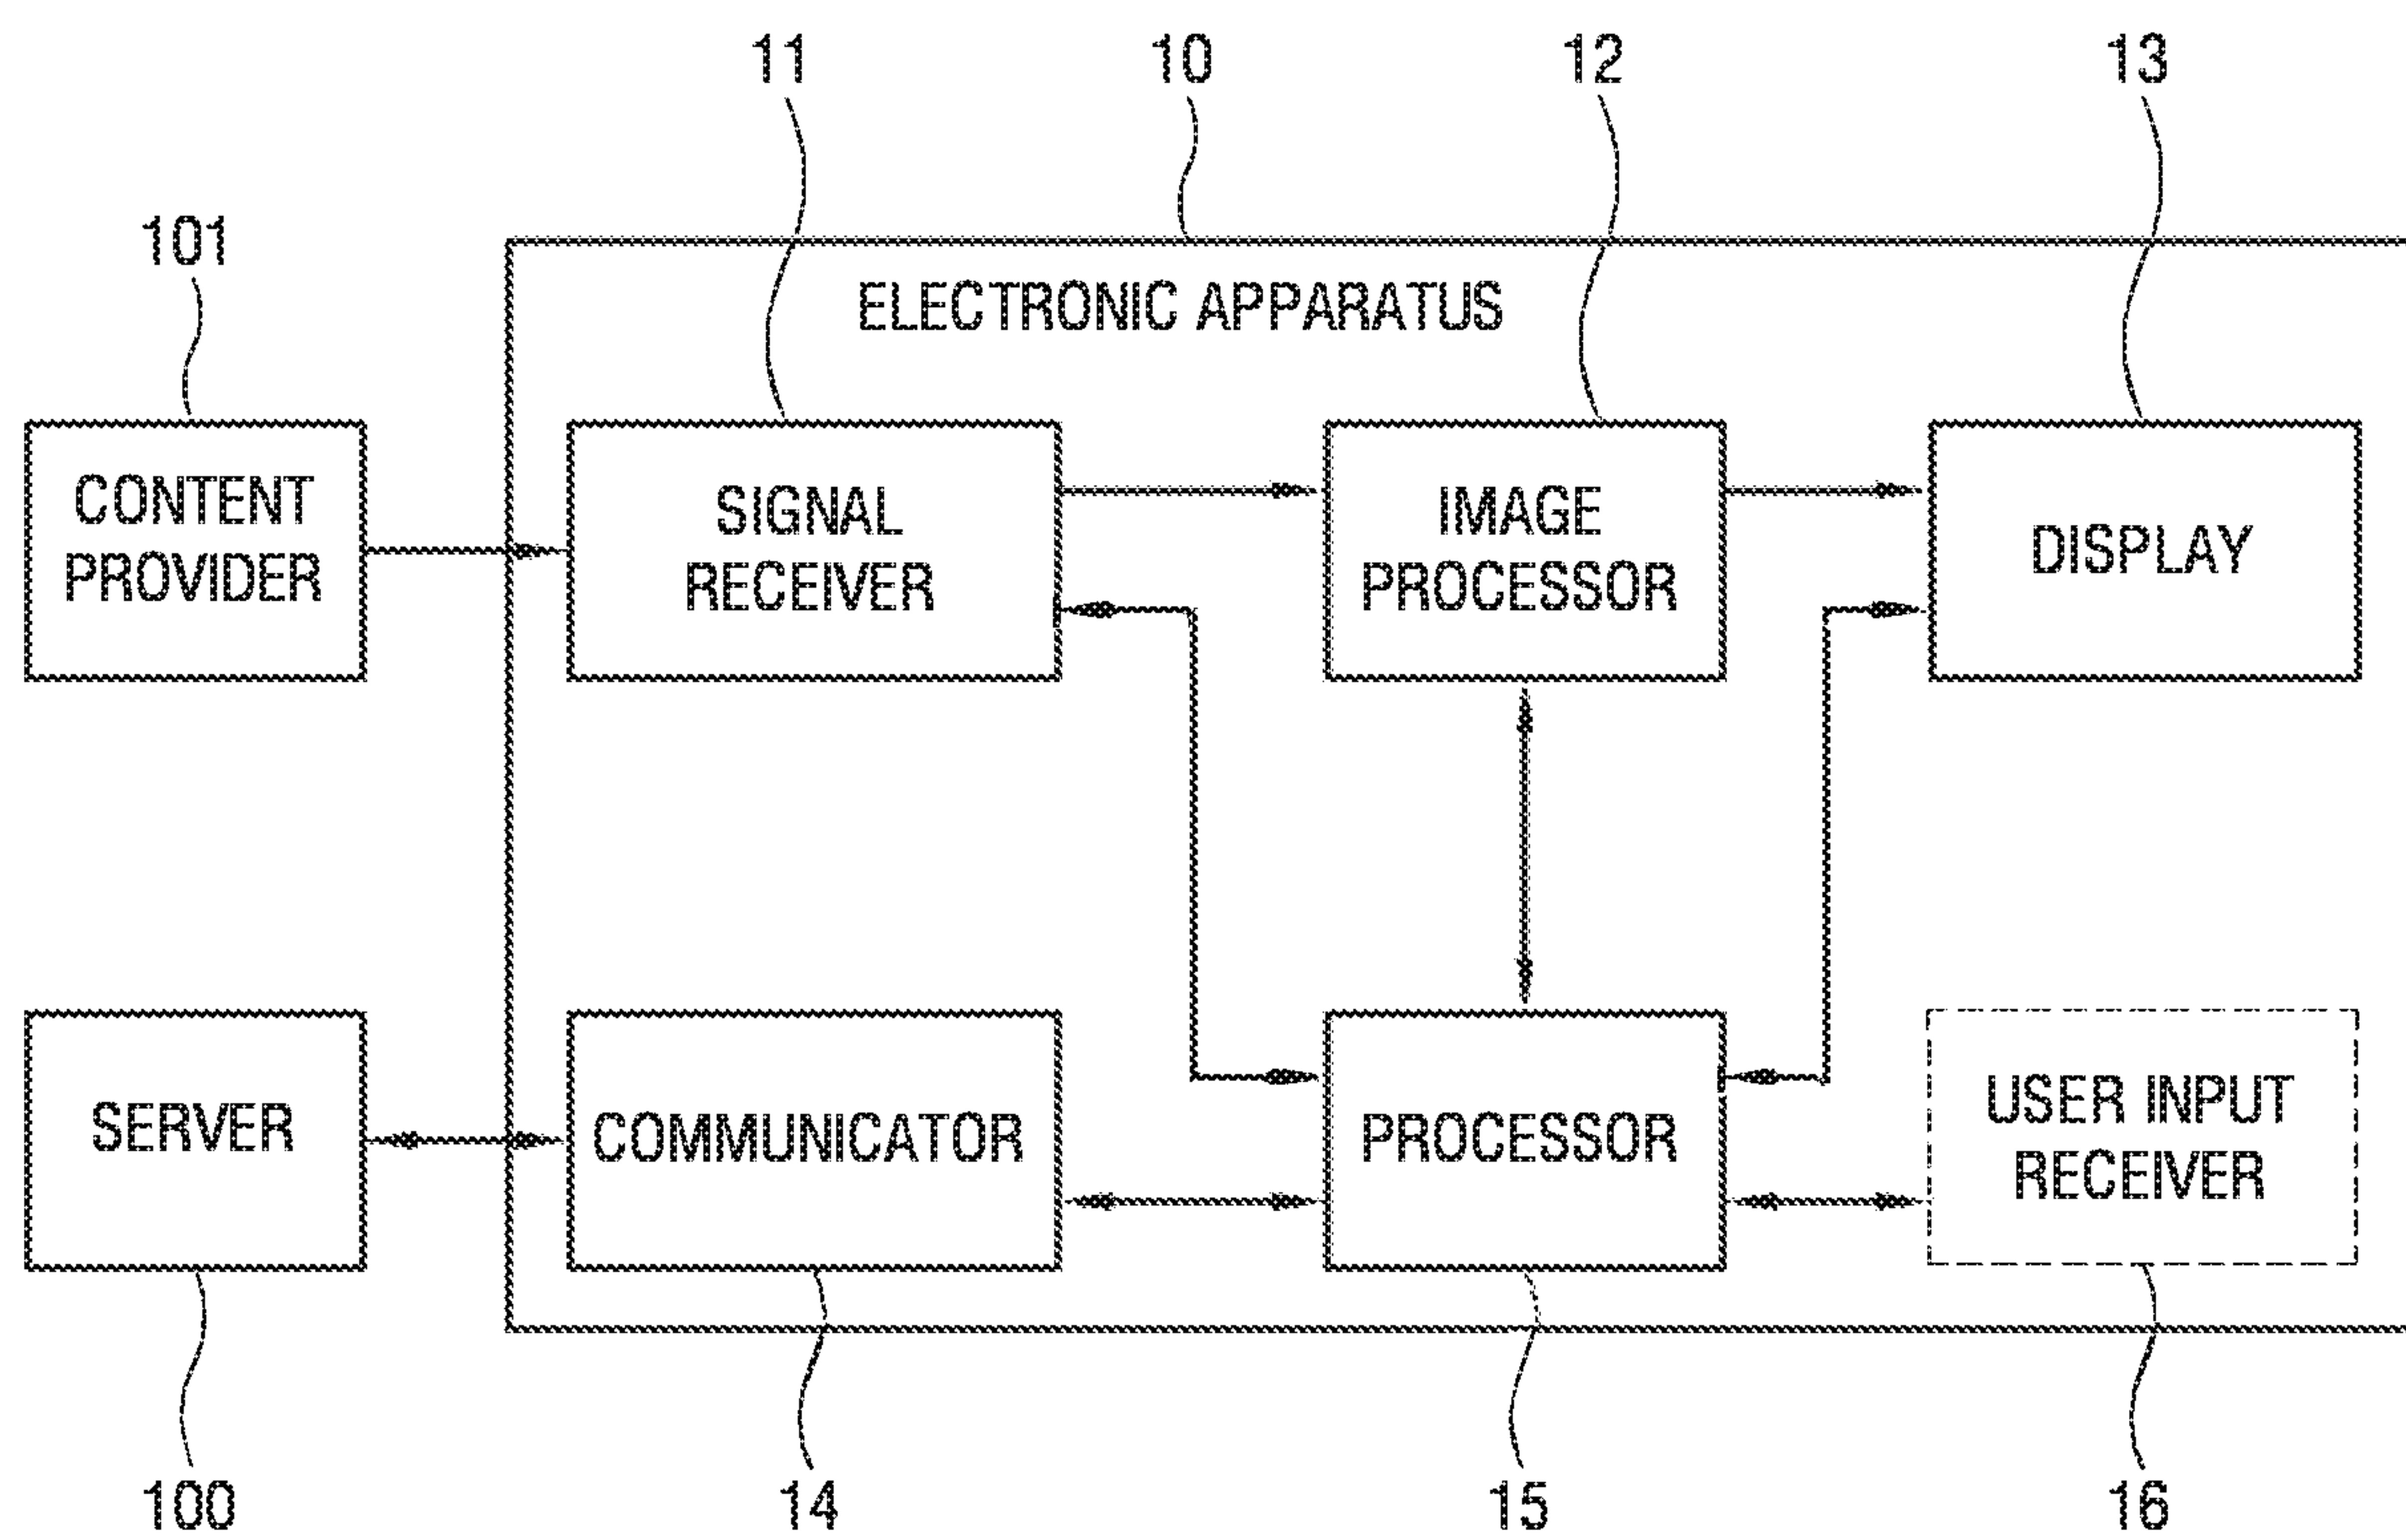 11
10
12
13
101
ELECTRONIC APPARATUS
CONTENT
PROVIDER
SIGNAL
RECEIVER
IMAGE
PROCESSOR
DISPLAY
SERVER
COMMUNICATOR
PROCESSOR
USER INPUT
RECEIVER
100
14
15
16